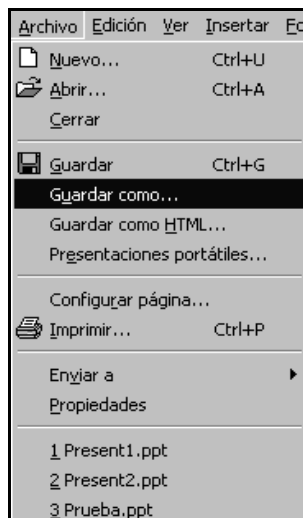 Archivo Edición Ver Insertar Fo
Nuevo... Ctrl+U
Abrir... Ctrl+A
Cerrar
Guardar Ctrl+G
Guardar como...
Guardar como HTML...
Presentaciones portátiles...
Configurar página...
Imprimir... Ctrl+P
Enviar a
Propiedades
1 Present1.ppt
2 Present2.ppt
3 Prueba.ppt